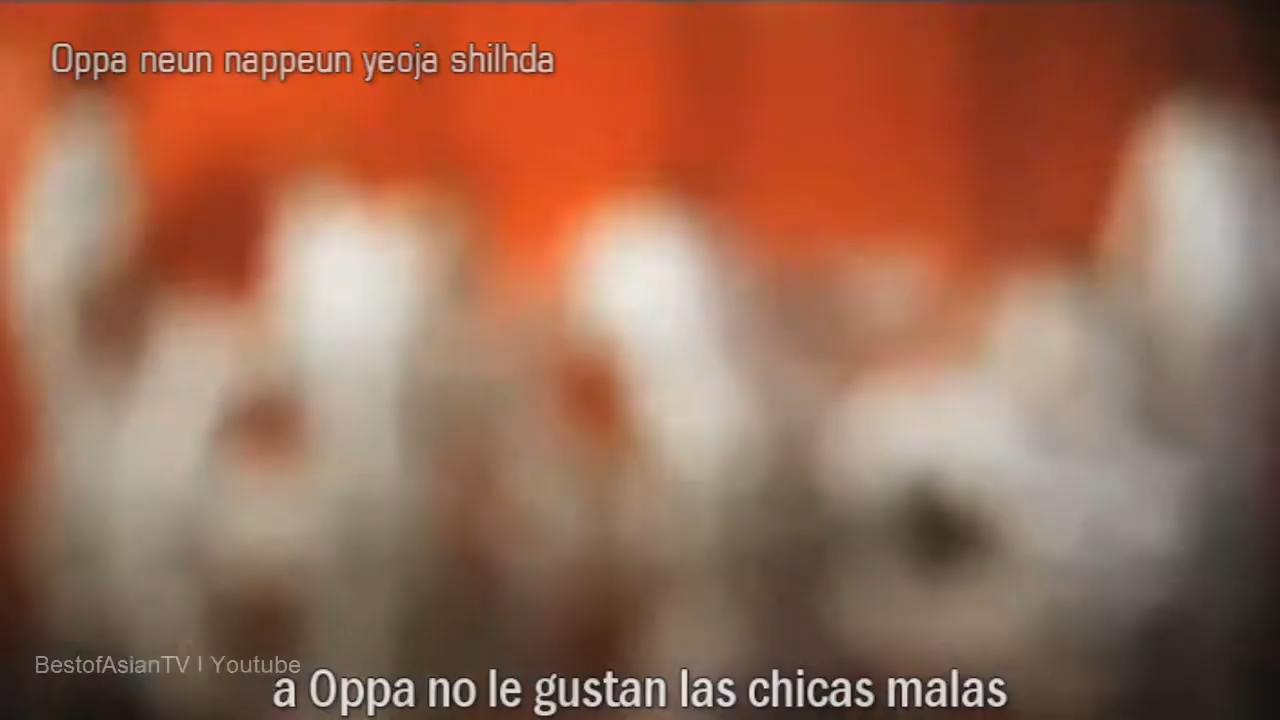 Oppa neun nappeun yeoja shilhda
BestofAsianTV I Youtube
a Oppa no le gustan las chicas malas